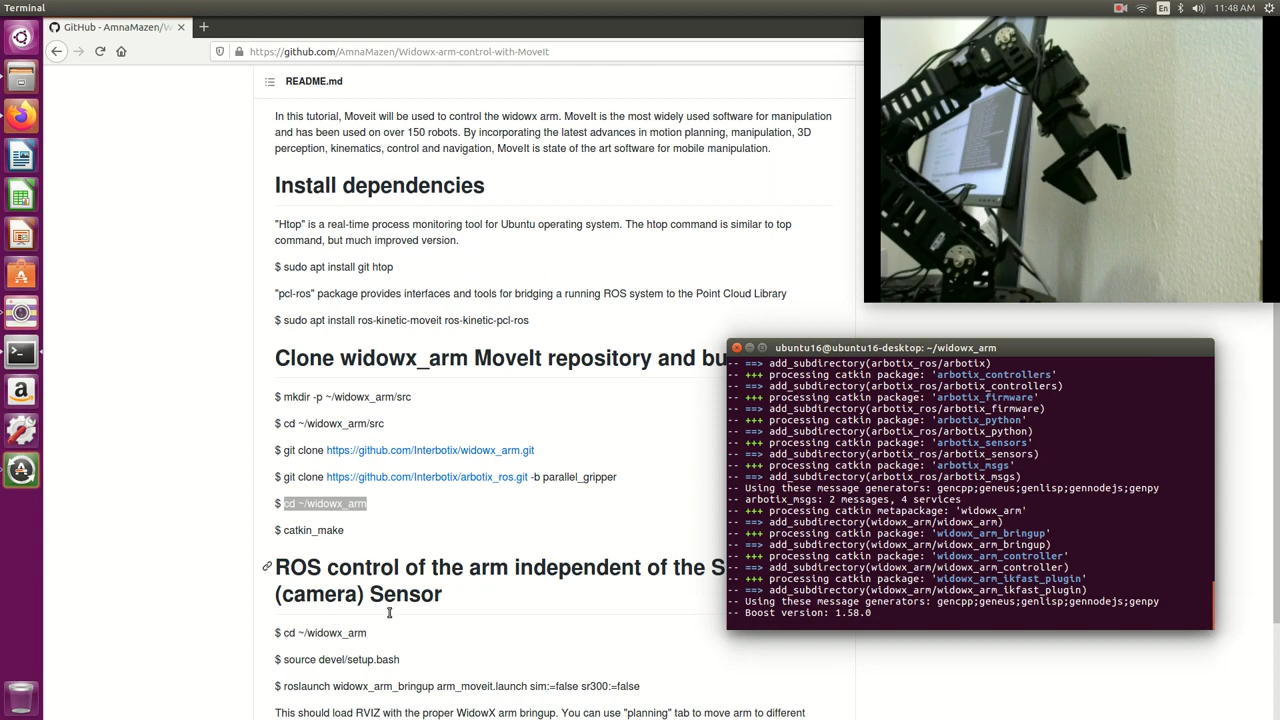 Terminal
En
11:48 AM
GitHub - AmnaMazen/W
https://github.com/AmnaMazen/Widowx-arm-control-with-MoveIt
README.md
In this tutorial, Moveit will be used to control the widowx arm. MoveIt is the most widely used software for manipulation
and has been used on over 150 robots. By incorporating the latest advances in motion planning, manipulation, 3D
perception, kinematics, control and navigation, MoveIt is state of the art software for mobile manipulation.
Install dependencies
"Htop" is a real-time process monitoring tool for Ubuntu operating system. The htop command is similar to top
command, but much improved version.
$ sudo apt install git htop
"pcl-ros" package provides interfaces and tools for bridging a running ROS system to the Point Cloud Library
$ sudo apt install ros-kinetic-moveit ros-kinetic-pcl-ros
Clone widowx_arm MoveIt repository and bu
$ mkdir -p ~/widowx_arm/src
$ cd ~/widowx_arm/src
$ git clone https://github.com/Interbotix/widowx_arm.git
$ git clone https://github.com/Interbotix/arbotix_ros.git -b parallel_gripper
$ cd ~/widowx_arm
$ catkin_make
ROS control of the arm independent of the S
(camera) Sensor
$ cd ~/widowx_arm
$ source devel/setup.bash
$ roslaunch widowx_arm_bringup arm_moveit.launch sim:=false sr300:=false
This should load RVIZ with the proper WidowX arm bringup. You can use "planning" tab to move arm to different
ubuntu16@ubuntu16-desktop: ~/widowx_arm
-- ==> add_subdirectory(arbotix_ros/arbotix)
-- +++ processing catkin package: 'arbotix_controllers'
-- ==> add_subdirectory(arbotix_ros/arbotix_controllers)
-- +++ processing catkin package: 'arbotix_firmware'
-- ==> add_subdirectory(arbotix_ros/arbotix_firmware)
-- +++ processing catkin package: 'arbotix_python'
-- ==> add_subdirectory(arbotix_ros/arbotix_python)
-- +++ processing catkin package: 'arbotix_sensors'
-- ==> add_subdirectory(arbotix_ros/arbotix_sensors)
-- +++ processing catkin package: 'arbotix_msgs'
-- ==> add_subdirectory(arbotix_ros/arbotix_msgs)
-- Using these message generators: gencpp;geneus;genlisp;gennodejs;genpy
-- arbotix_msgs: 2 messages, 4 services
-- +++ processing catkin metapackage: 'widowx_arm'
-- ==> add_subdirectory(widowx_arm/widowx_arm)
-- +++ processing catkin package: 'widowx_arm_bringup'
-- ==> add_subdirectory(widowx_arm/widowx_arm_bringup)
-- +++ processing catkin package: 'widowx_arm_controller'
-- ==> add_subdirectory(widowx_arm/widowx_arm_controller)
-- +++ processing catkin package: 'widowx_arm_ikfast_plugin'
-- ==> add_subdirectory(widowx_arm/widowx_arm_ikfast_plugin)
-- Using these message generators: gencpp;geneus;genlisp;gennodejs;genpy
-- Boost version: 1.58.0